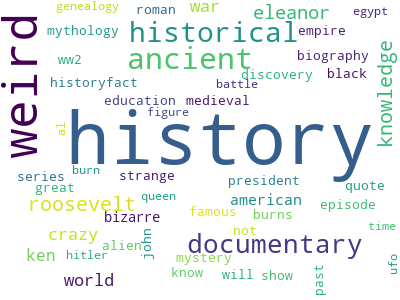 genealogy
roman
war
eleanor
egypt
mythology
historical
empire
weird
ancient
biography
knowledge
ww2
discovery
black
historyfact
battle
education
medieval
al
figure
history
series
burn
strange
president
quote
great
queen
american
roosevelt
famous
burns
episode
bizarre
crazy
not
time
alien
john
documentary
ken
hitler
mystery
ufo
world
know
will
show
past